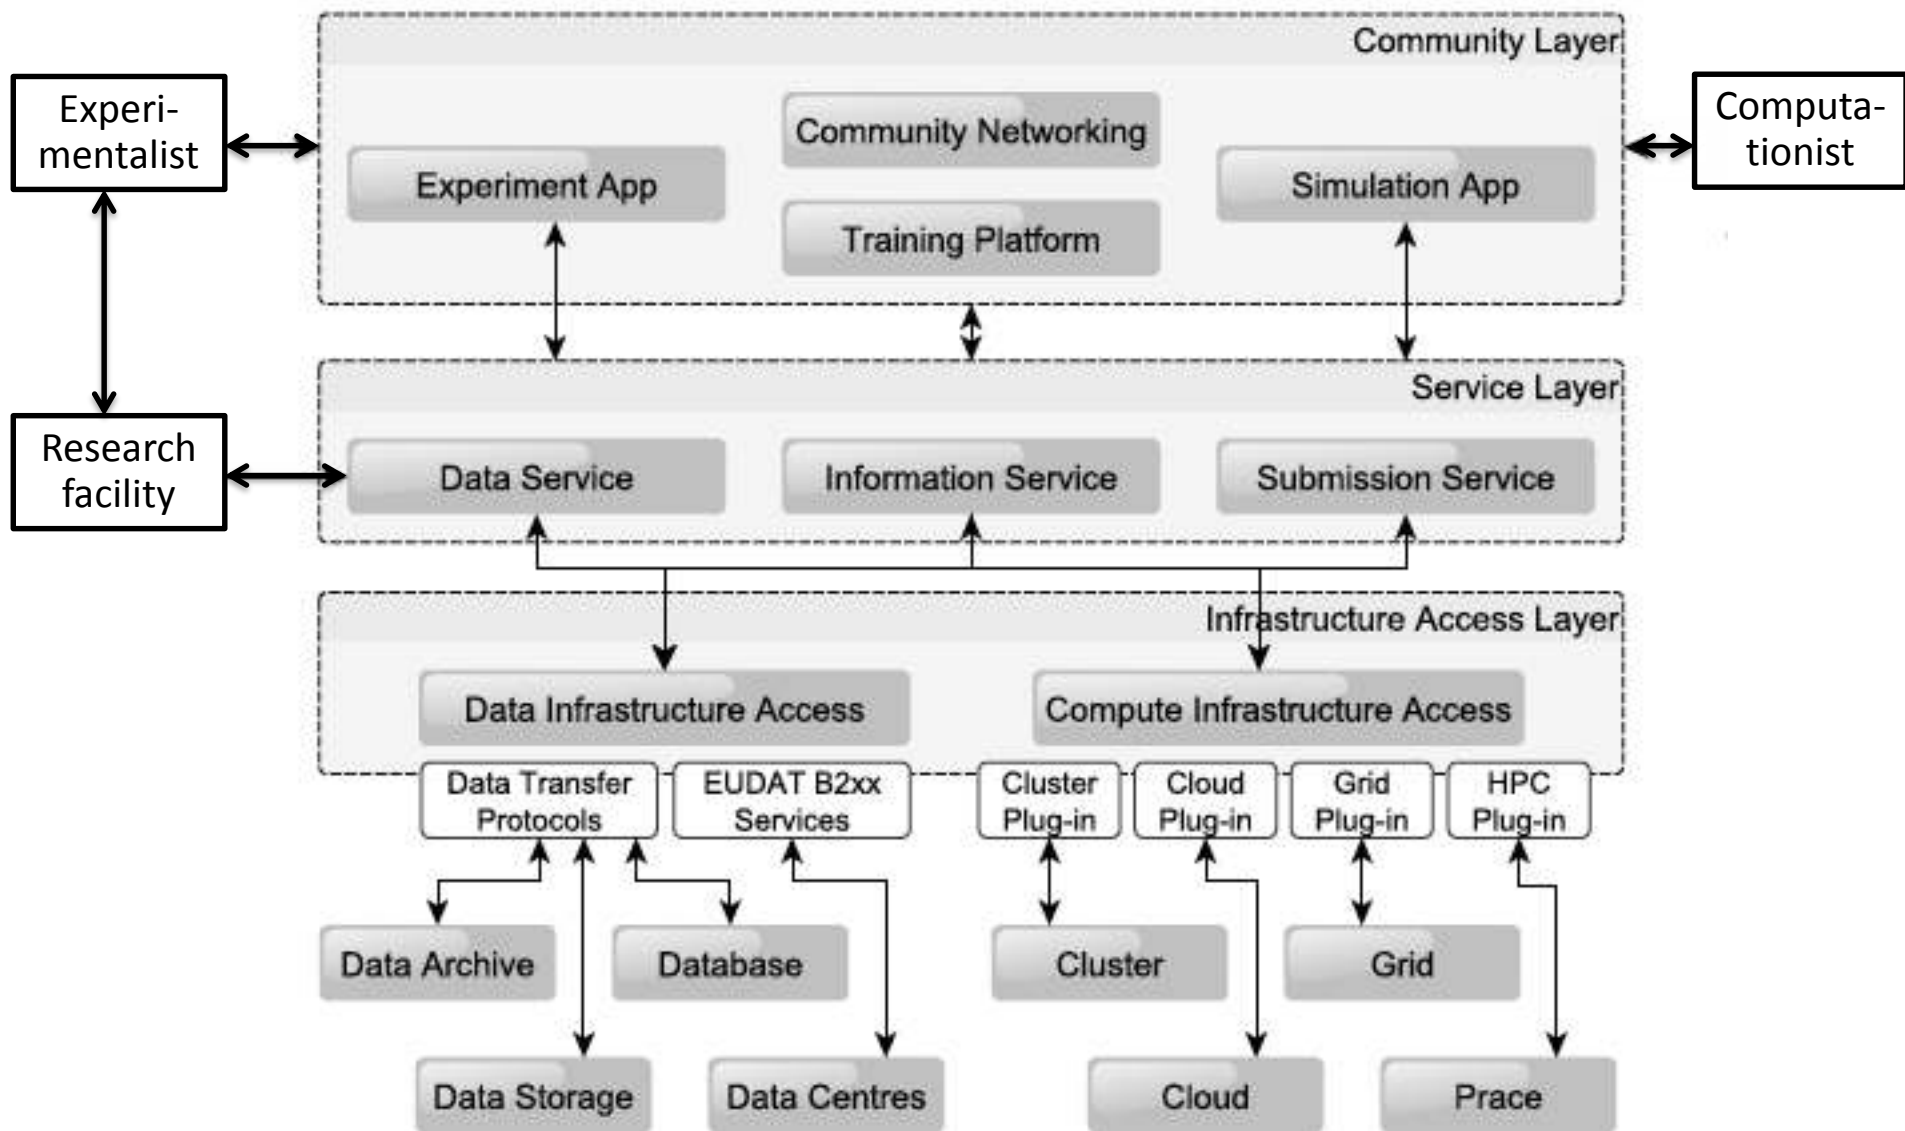 Community Layer
Experi-
mentalist
Computa-
tionist
Community Networking
Experiment App
Simulation App
Training Platform
Service Layer
Research
facility
Data Service
Information Service
Submission Service
Infrastructure Access Layer
Data Infrastructure Access
Compute Infrastructure Access
Data Transfer
Protocols
EUDAT B2xx
Services
Cluster
Plug-in
Cloud
Plug-in
Grid
Plug-in
HPC
Plug-in
Data Archive
Database
Cluster
Grid
Data Storage
Data Centres
Cloud
Prace